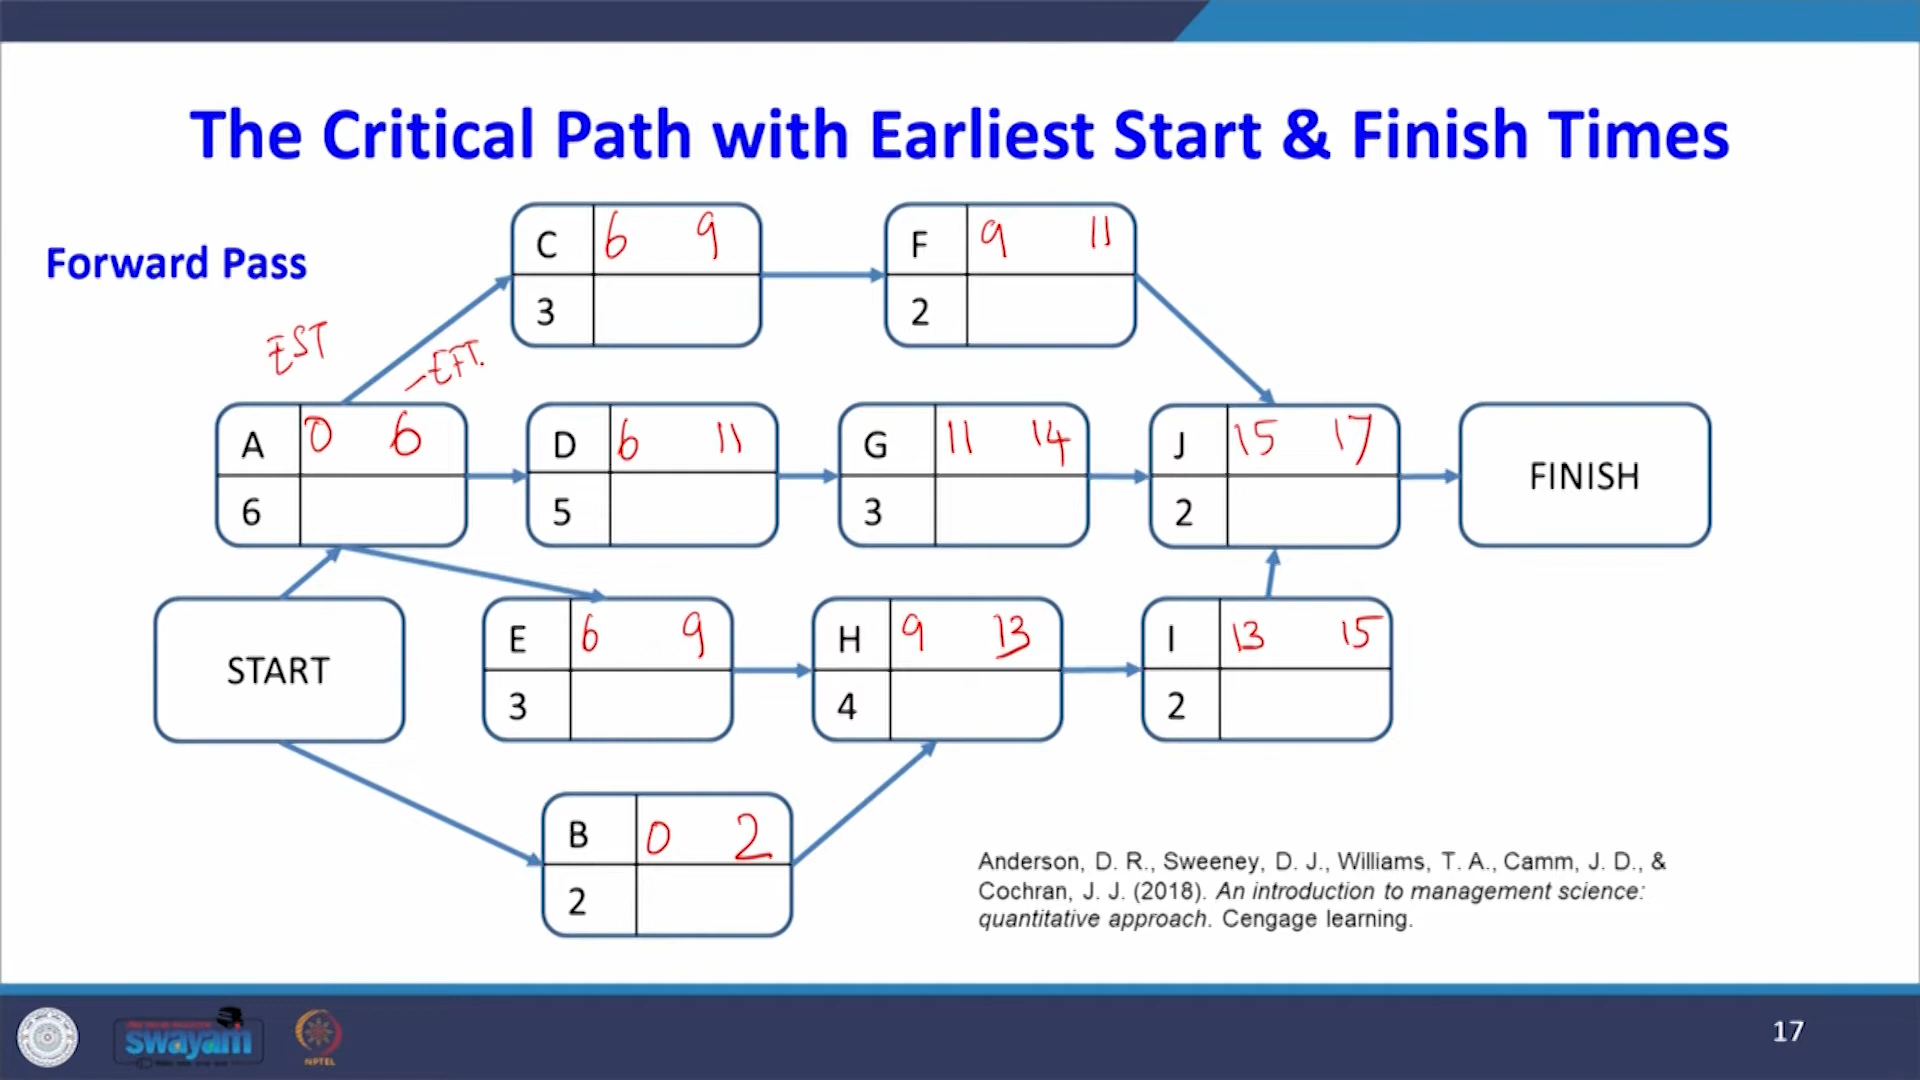 The Critical Path with Earliest Start & Finish Times
Forward Pass
C 6 9
3
F 9 11
2
EST
EFT.
A 0 6
6
D 6 11
5
G 11 14
3
J 15 17
2
FINISH
START
E 6 9
3
H 9 13
4
I 13 15
2
B 0 2
2
Anderson, D. R., Sweeney, D. J., Williams, T. A., Camm, J. D., &
Cochran, J. J. (2018). An introduction to management science:
quantitative approach. Cengage learning.
swayam
NPTEL
17